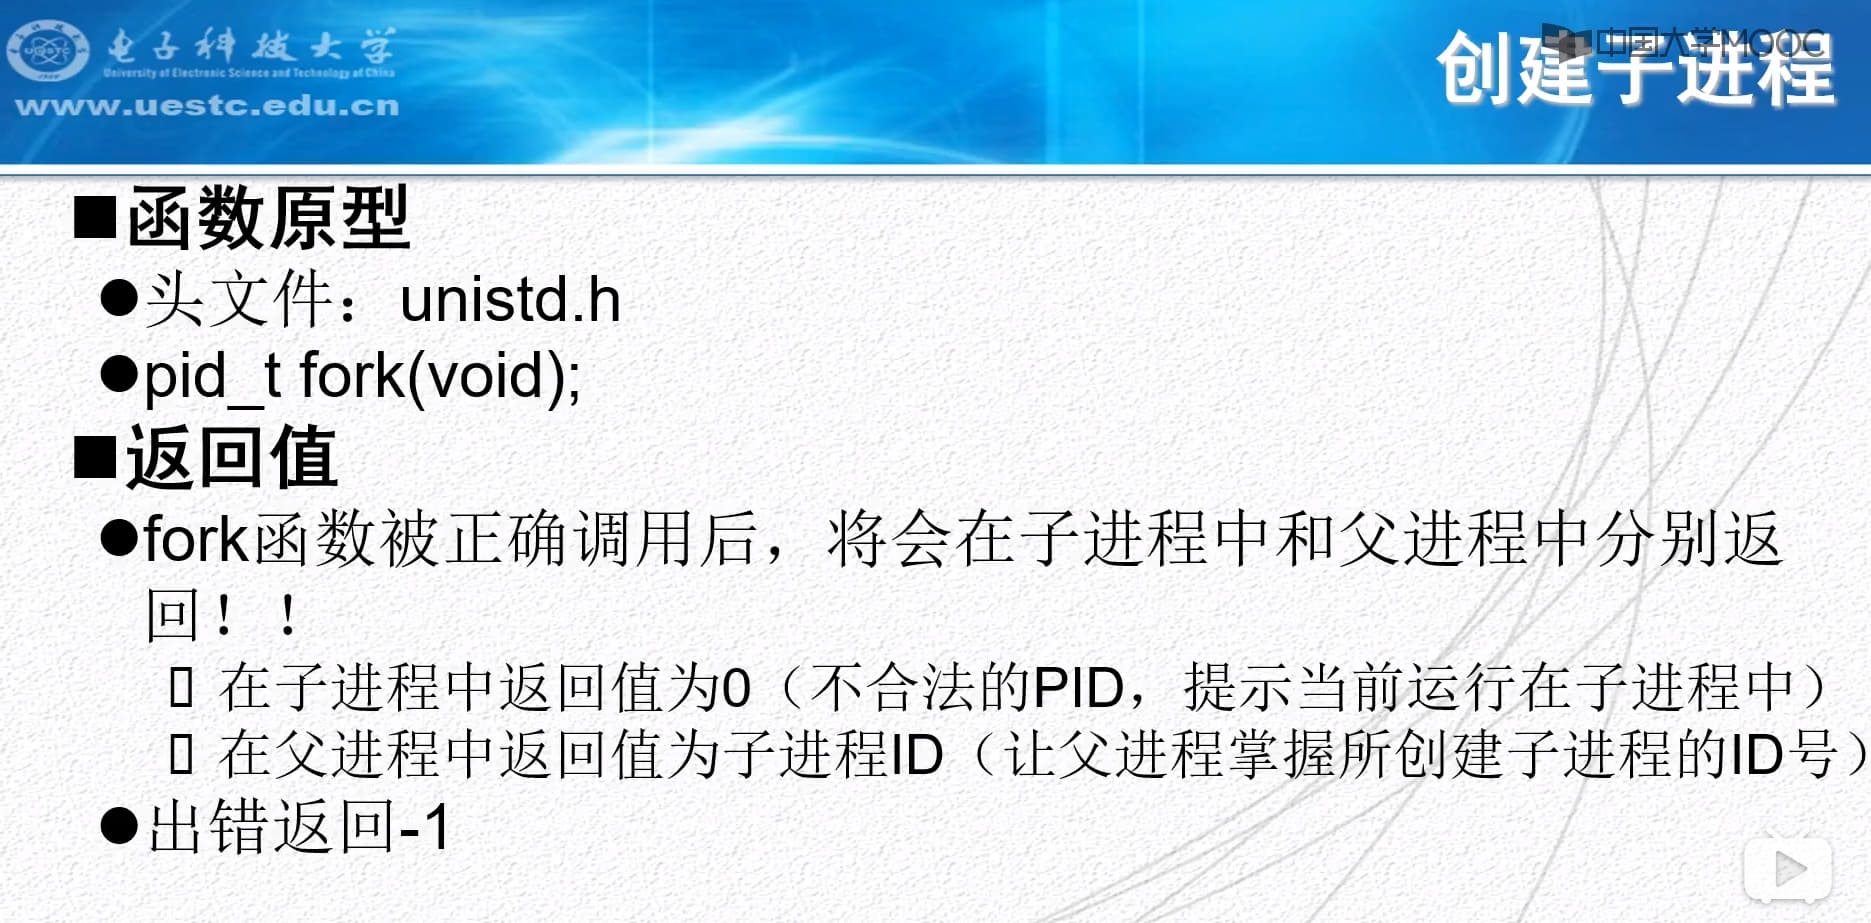 电子科技大学
University of Electronic Science and Technology of China
www.uestc.edu.cn
中国大学MOOC
创建子进程
■函数原型
●头文件：unistd.h
●pid_t fork(void);
■返回值
●fork函数被正确调用后，将会在子进程中和父进程中分别返
回！！
▯ 在子进程中返回值为0（不合法的PID，提示当前运行在子进程中）
▯ 在父进程中返回值为子进程ID（让父进程掌握所创建子进程的ID号）
●出错返回-1